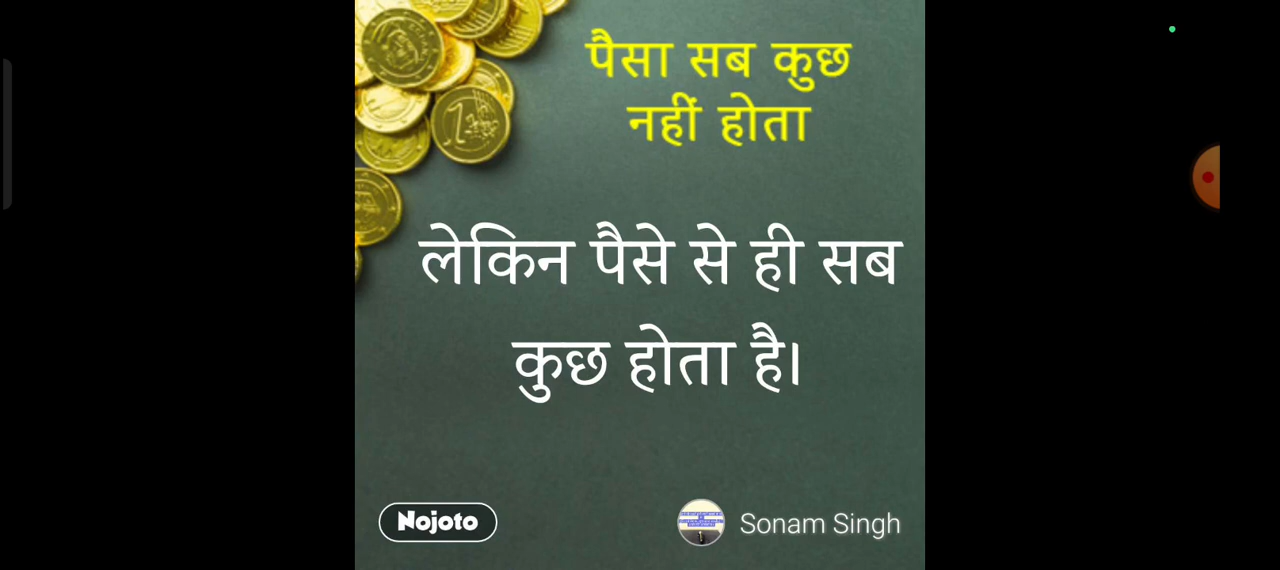 पैसा सब कुछ
नहीं होता
लेकिन पैसे से ही सब
कुछ होता है।
Nojoto
Sonam Singh